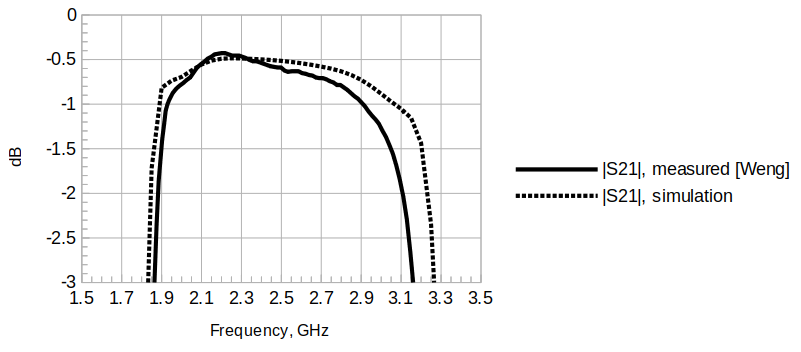 0
-0.5
-1
-1.5
-2
-2.5
-3
dB
1.5 1.7 1.9 2.1 2.3 2.5 2.7 2.9 3.1 3.3 3.5
Frequency, GHz
|S21|, measured [Weng]
|S21|, simulation